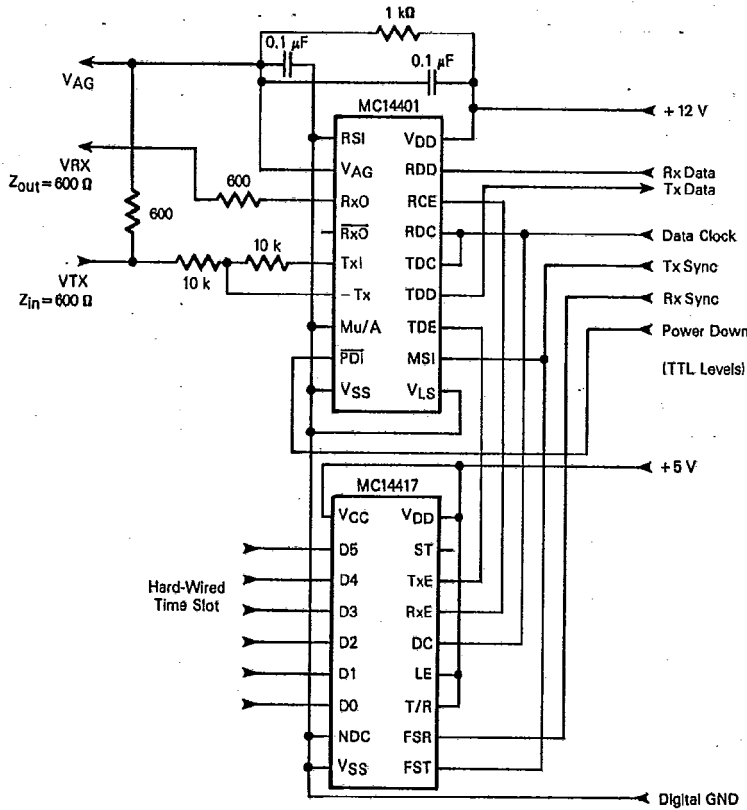 1 kΩ
0.1 µF
0.1 µF
VAG
MC14401
+12 V
RSI
VDD
VAG
RDD
Rx Data
VRX
Zout=600 Ω
600
RxO
RCE
Tx Data
600
RxO
RDC
Data Clock
VTX
Zin=600 Ω
10 k
10 k
TxI
TDC
Tx Sync
-Tx
TDD
Rx Sync
Mu/A
TDE
Power Down
PDI
MSI
(TTL Levels)
VSS
VLS
+5 V
MC14417
VCC
VDD
D5
ST
Hard-Wired
Time Slot
D4
TxE
D3
RxE
D2
DC
D1
LE
D0
T/R
NDC
FSR
VSS
FST
Digital GND